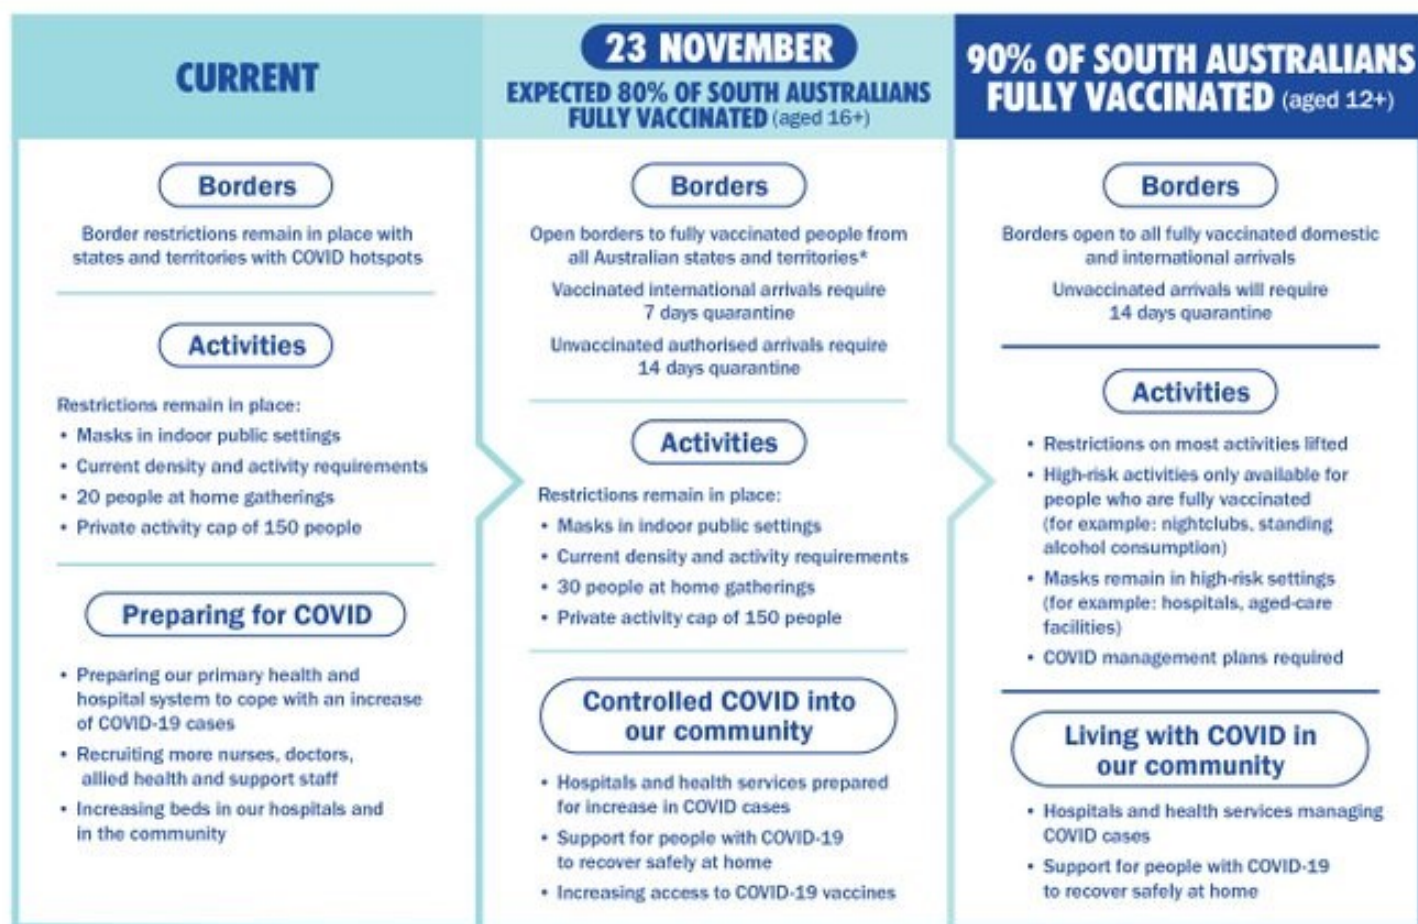 CURRENT
Borders
Border restrictions remain in place with
states and territories with COVID hotspots
Activities
Restrictions remain in place:
• Masks in indoor public settings
• Current density and activity requirements
• 20 people at home gatherings
• Private activity cap of 150 people
Preparing for COVID
• Preparing our primary health and
hospital system to cope with an increase
of COVID-19 cases
• Recruiting more nurses, doctors,
allied health and support staff
• Increasing beds in our hospitals and
in the community
23 NOVEMBER
EXPECTED 80% OF SOUTH AUSTRALIANS
FULLY VACCINATED (aged 16+)
Borders
Open borders to fully vaccinated people from
all Australian states and territories*
Vaccinated international arrivals require
7 days quarantine
Unvaccinated authorised arrivals require
14 days quarantine
Activities
Restrictions remain in place:
• Masks in indoor public settings
• Current density and activity requirements
• 30 people at home gatherings
• Private activity cap of 150 people
Controlled COVID into
our community
• Hospitals and health services prepared
for increase in COVID cases
• Support for people with COVID-19
to recover safely at home
• Increasing access to COVID-19 vaccines
90% OF SOUTH AUSTRALIANS
FULLY VACCINATED (aged 12+)
Borders
Borders open to all fully vaccinated domestic
and international arrivals
Unvaccinated arrivals will require
14 days quarantine
Activities
• Restrictions on most activities lifted
• High-risk activities only available for
people who are fully vaccinated
(for example: nightclubs, standing
alcohol consumption)
• Masks remain in high-risk settings
(for example: hospitals, aged-care
facilities)
• COVID management plans required
Living with COVID in
our community
• Hospitals and health services managing
COVID cases
• Support for people with COVID-19
to recover safely at home